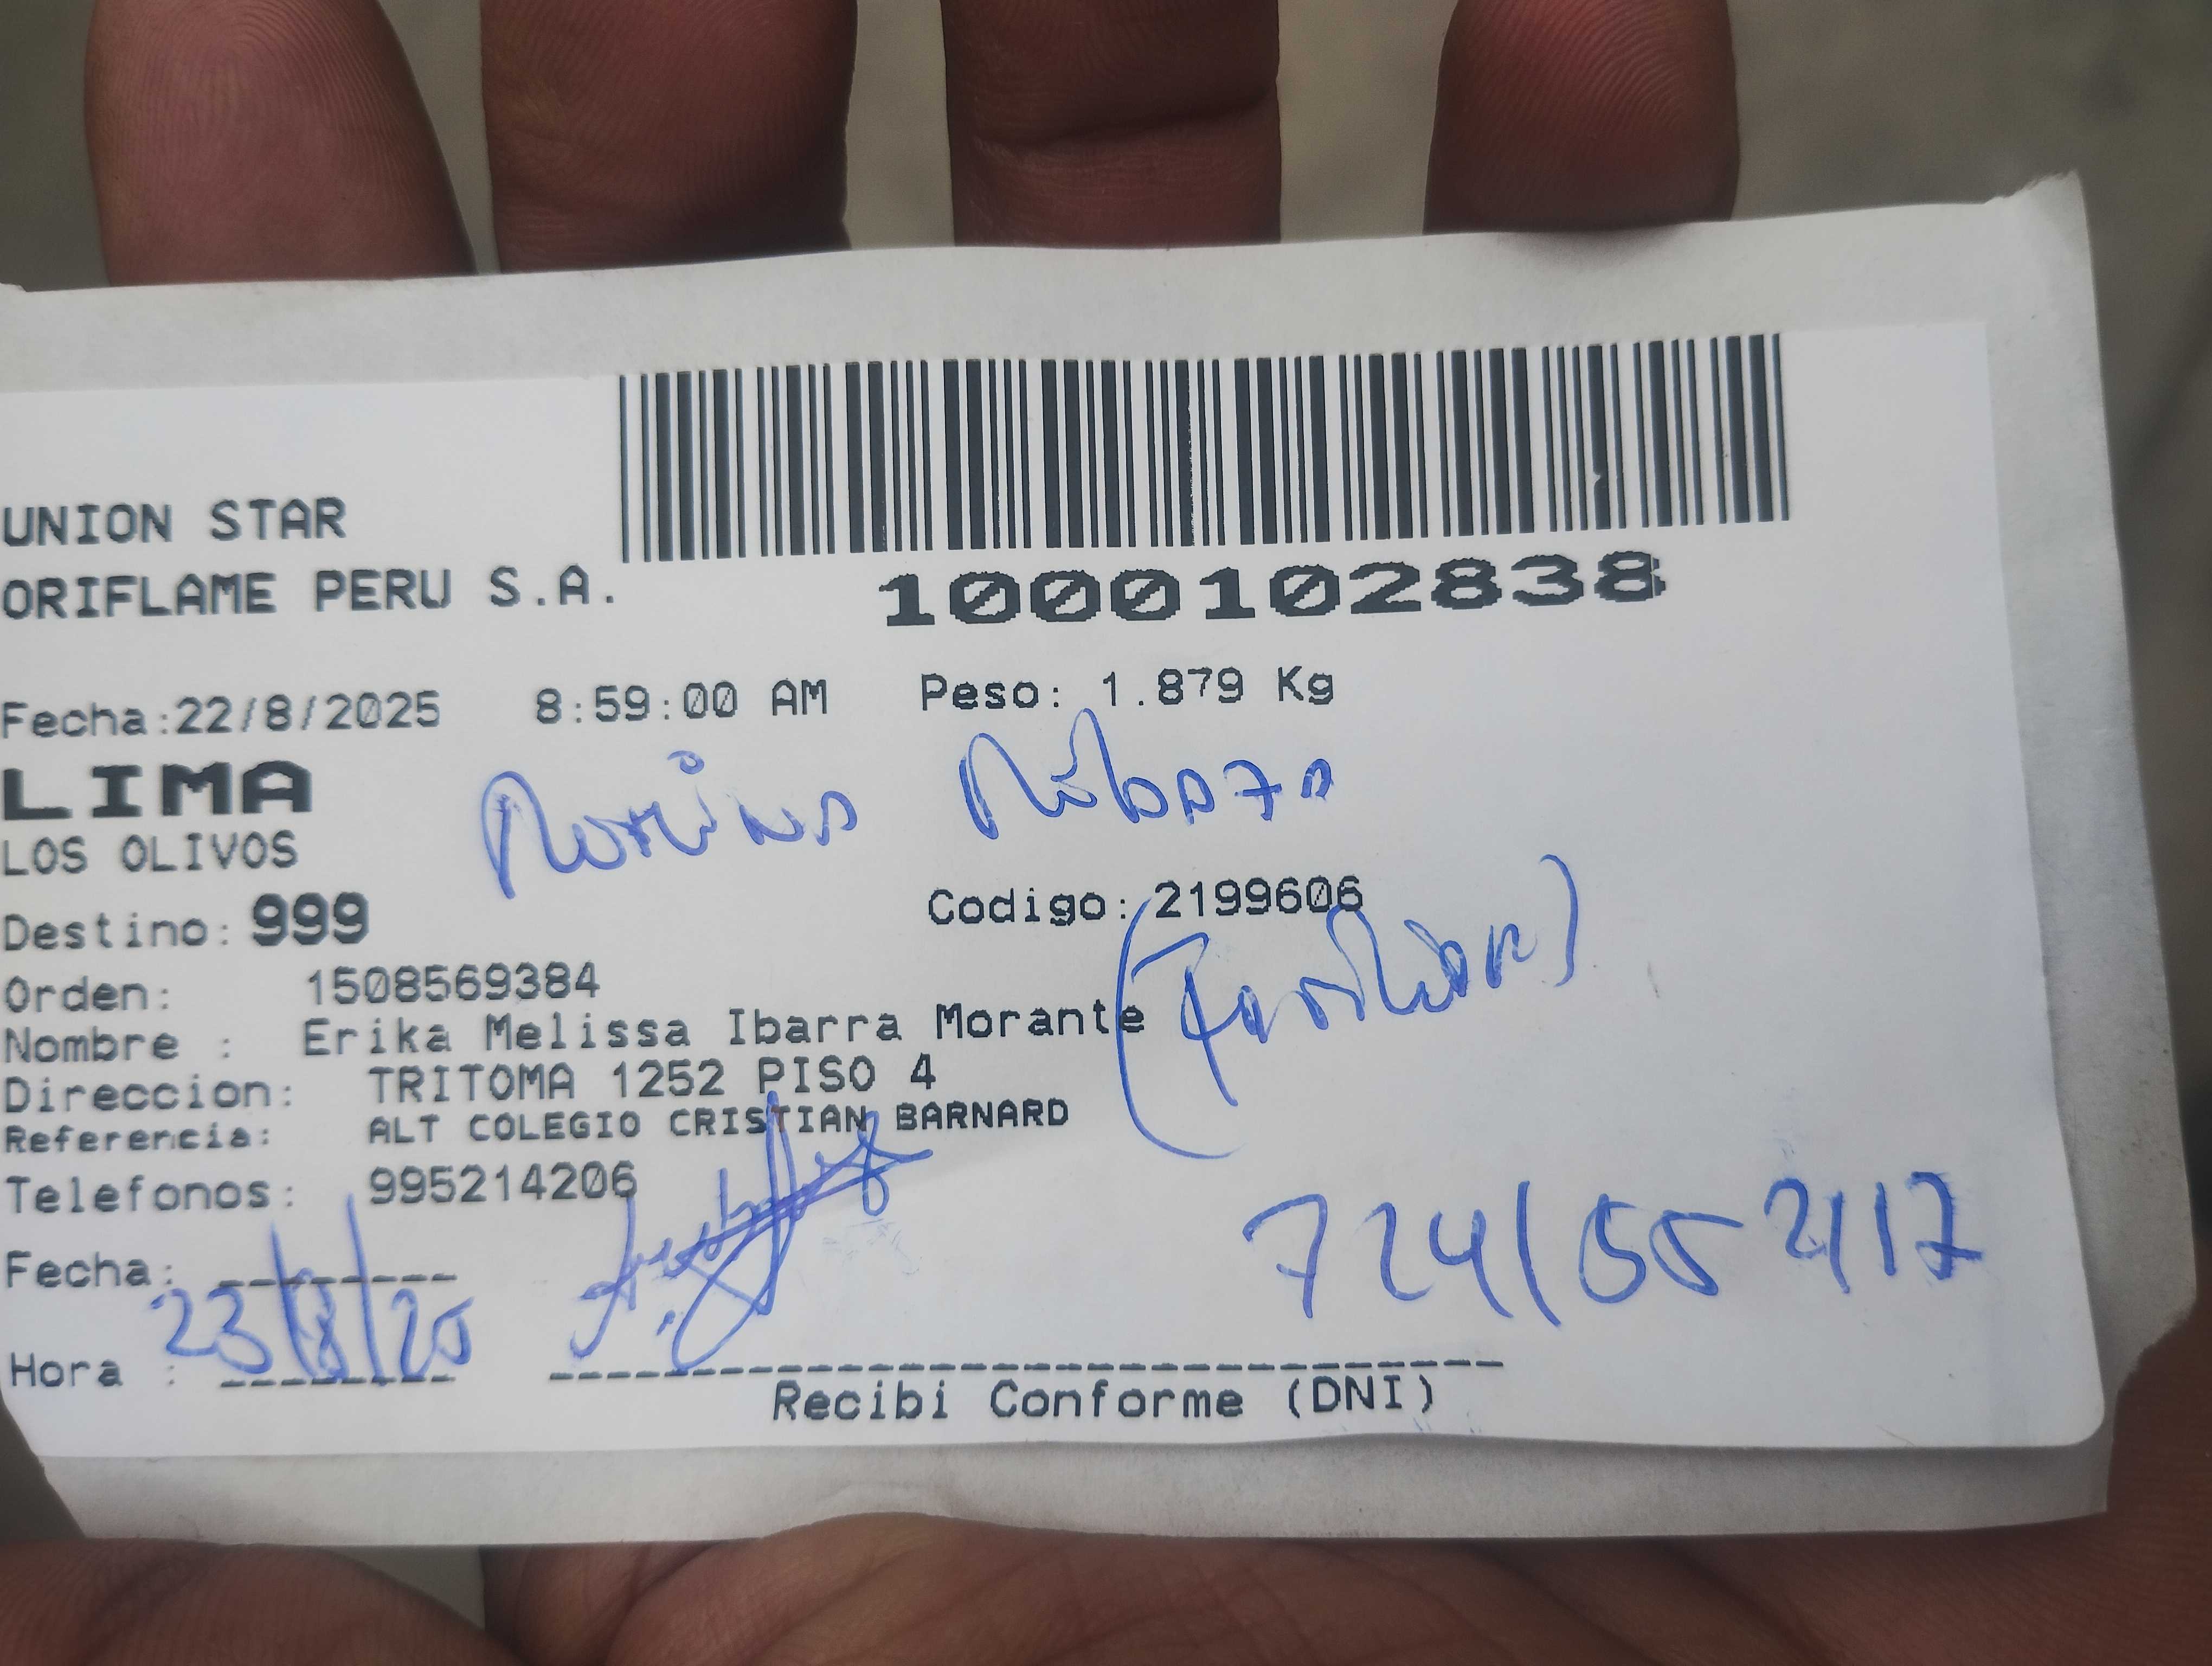 UNION STAR
ORIFLAME PERU S.A.
1000102838
Fecha:22/8/2025 8:59:00 AM Peso: 1.879 Kg
LIMA
LOS OLIVOS
Destino: 999 Codigo: 2199606
Orden: 1508569384
Nombre : Erika Melissa Ibarra Morante
(Familiar)
Direccion: TRITOMA 1252 PISO 4
Referencia: ALT COLEGIO CRISTIAN BARNARD
Telefonos: 995214206
Fecha:
23/8/25
Hora :
Recibi Conforme (DNI)